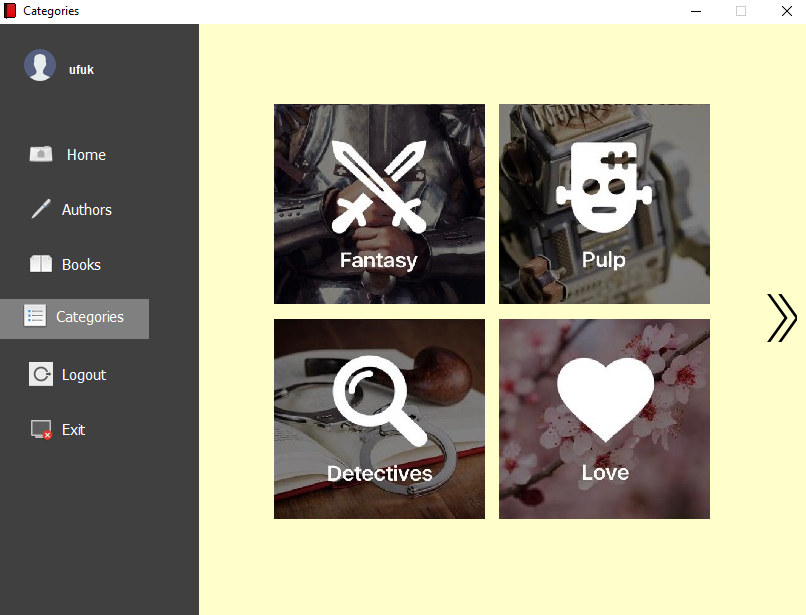 Categories
ufuk
Home
Authors
Books
Categories
Logout
Exit
Fantasy
Pulp
Detectives
Love